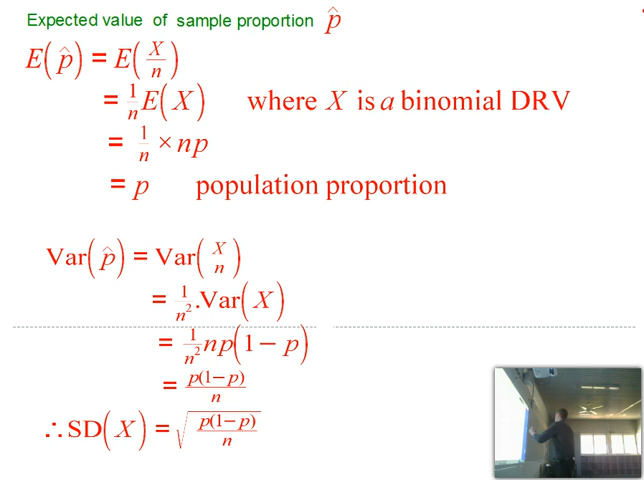 Expected value of sample proportion p̂
E(p̂) = E(X/n)
= 1/n E(X) where X is a binomial DRV
= 1/n × np
= p population proportion
Var(p̂) = Var(X n)
= 1/n² .Var(X)
= 1/n² np(1 − p)
= p(1−p)/n
∴ SD(X) = √(p(1−p)/n)